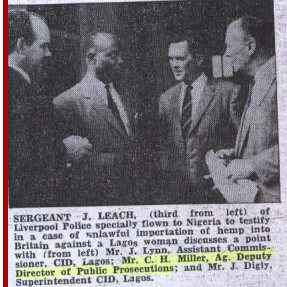 SERGEANT J. LEACH, (third from left) of
Liverpool Police specially flown to Nigeria to testify
in a case of unlawful importation of hemp into
Britain against a Lagos woman discusses a point
with (from left) Mr. J. Lynn, Assistant Commis-
sioner, CID, Lagos; Mr. C. H. Miller, Ag. Deputy
Director of Public Prosecutions; and Mr. J. Digly,
Superintendent CID, Lagos.